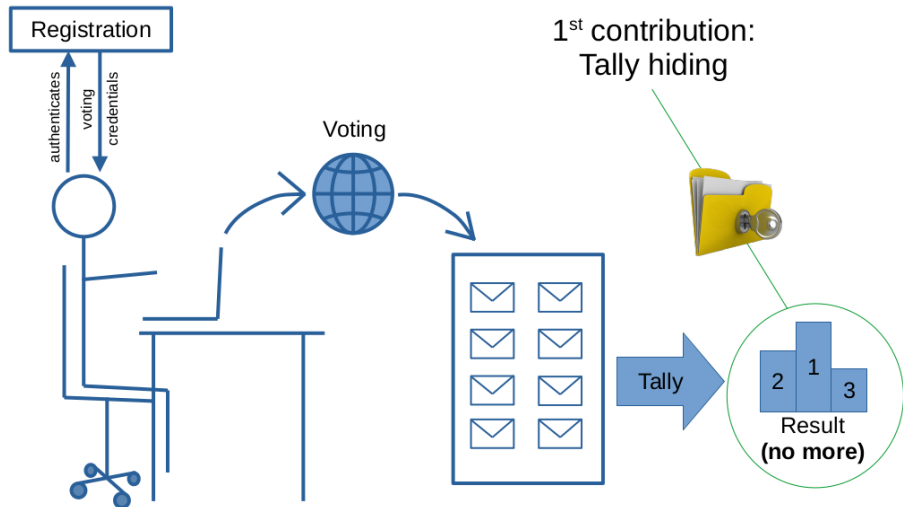 Registration
authenticates
voting
credentials
1st contribution:
Tally hiding
Voting
Tally
2
1
3
Result
(no more)